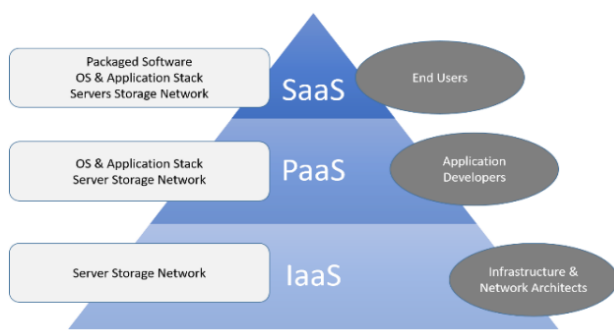 Packaged Software
OS & Application Stack
Servers Storage Network
SaaS
End Users
OS & Application Stack
Server Storage Network
PaaS
Application
Developers
Server Storage Network
IaaS
Infrastructure &
Network Architects